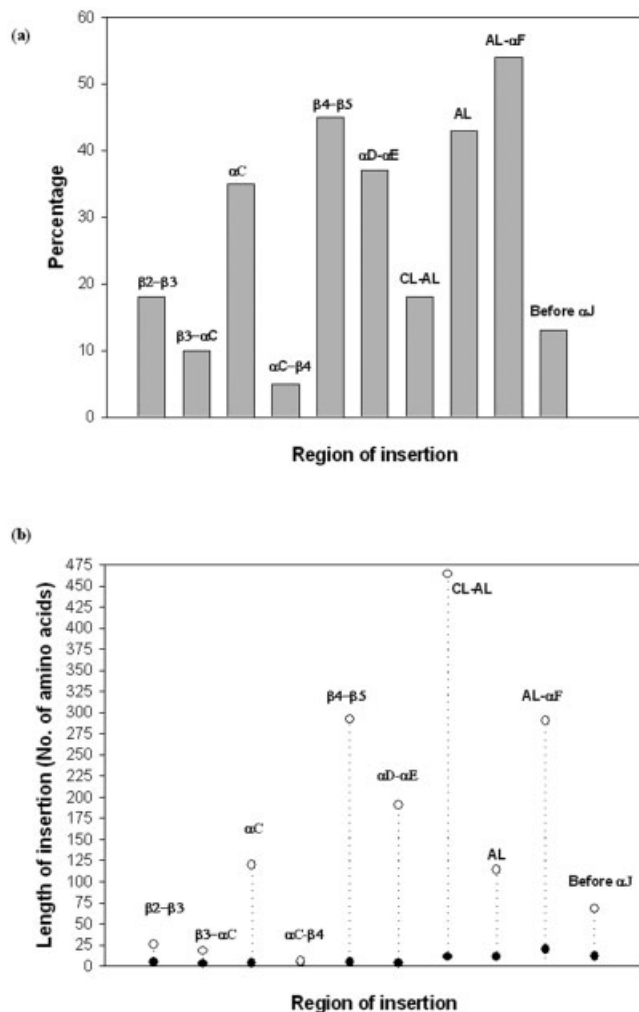 (a)
60
50
40
30
20
10
0
Percentage
β2–β3
β3–αC
αC
αC–β4
β4–β5
αD-αE
CL-AL
AL
AL-αF
Before αJ
Region of insertion
(b)
475
450
425
400
375
350
325
300
275
250
225
200
175
150
125
100
75
50
25
0
Length of insertion (No. of amino acids)
β2–β3
β3–αC
αC
αC-β4
β4–β5
αD-αE
CL-AL
AL
AL-αF
Before αJ
Region of insertion